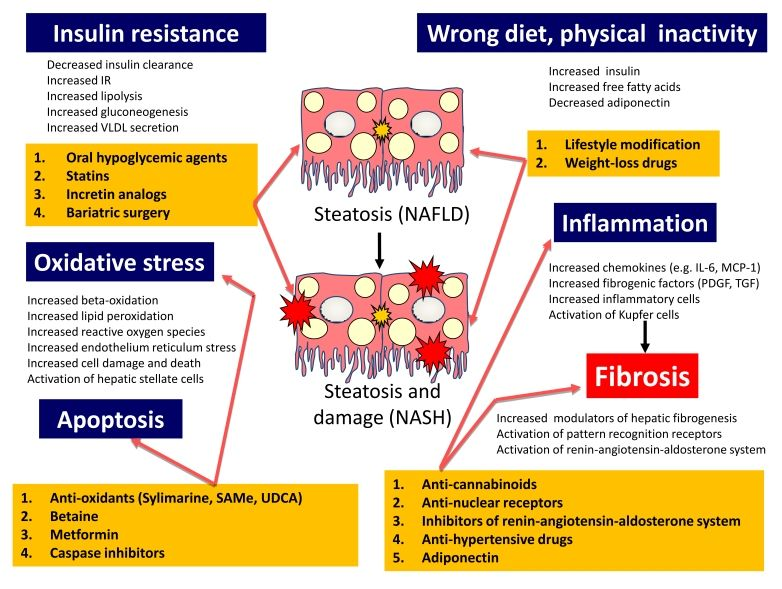 Insulin resistance
Decreased insulin clearance
Increased IR
Increased lipolysis
Increased gluconeogenesis
Increased VLDL secretion
1. Oral hypoglycemic agents
2. Statins
3. Incretin analogs
4. Bariatric surgery
Wrong diet, physical inactivity
Increased insulin
Increased free fatty acids
Decreased adiponectin
1. Lifestyle modification
2. Weight-loss drugs
Steatosis (NAFLD)
Steatosis and
damage (NASH)
Oxidative stress
Increased beta-oxidation
Increased lipid peroxidation
Increased reactive oxygen species
Increased endothelium reticulum stress
Increased cell damage and death
Activation of hepatic stellate cells
Apoptosis
1. Anti-oxidants (Sylimarine, SAMe, UDCA)
2. Betaine
3. Metformin
4. Caspase inhibitors
Inflammation
Increased chemokines (e.g. IL-6, MCP-1)
Increased fibrogenic factors (PDGF, TGF)
Increased inflammatory cells
Activation of Kupfer cells
Fibrosis
Increased modulators of hepatic fibrogenesis
Activation of pattern recognition receptors
Activation of renin-angiotensin-aldosterone system
1. Anti-cannabinoids
2. Anti-nuclear receptors
3. Inhibitors of renin-angiotensin-aldosterone system
4. Anti-hypertensive drugs
5. Adiponectin